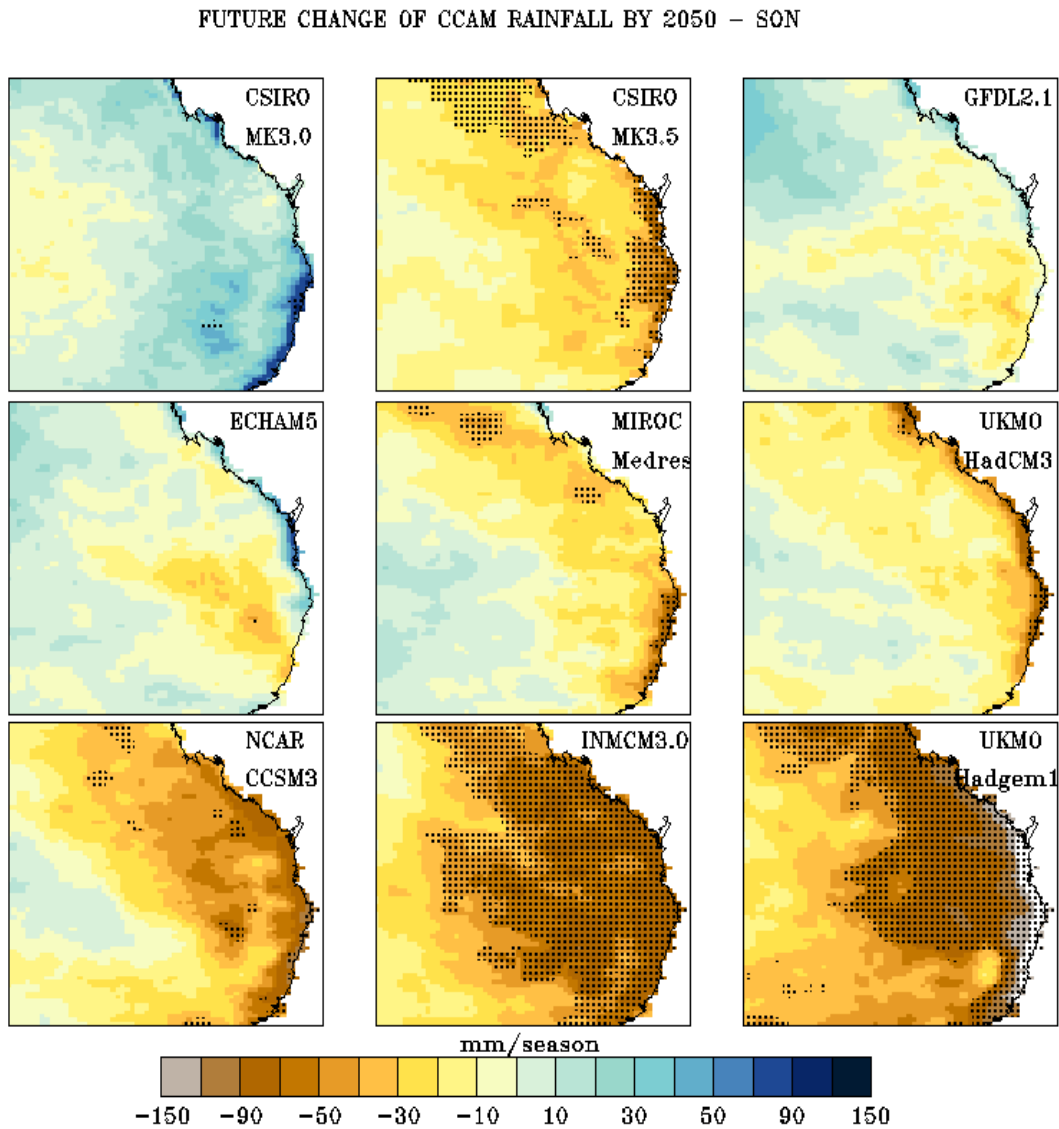 FUTURE CHANGE OF CCAM RAINFALL BY 2050 – SON
CSIRO
MK3.0
CSIRO
MK3.5
GFDL2.1
ECHAM5
MIROC
Medres
UKMO
HadCM3
NCAR
CCSM3
INMCM3.0
UKMO
Hadgem1
mm/season
−150 −90 −50 −30 −10 10 30 50 90 150